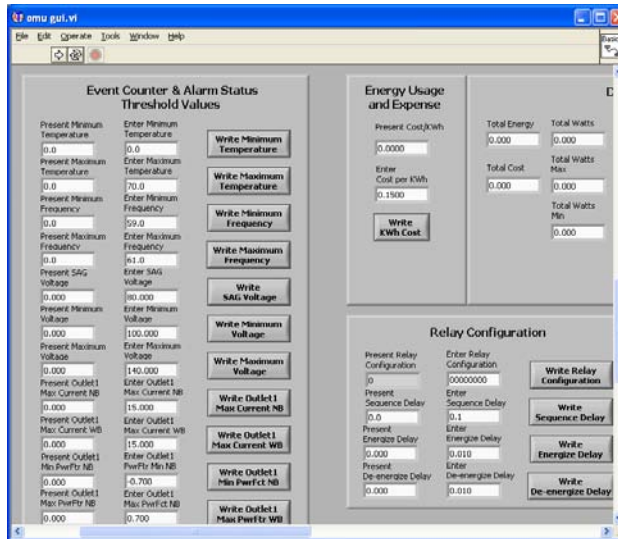 omu gui.vi
File Edit Operate Tools Window Help
Basic
Event Counter & Alarm Status
Threshold Values
Present Minimum
Temperature
0.0
Enter Minimum
Temperature
0.0
Write Minimum
Temperature
Present Maximum
Temperature
0.0
Enter Maximum
Temperature
70.0
Write Maximum
Temperature
Present Minimum
Frequency
0.0
Enter Minimum
Frequency
59.0
Write Minimum
Frequency
Present Maximum
Frequency
0.0
Enter Maximum
Frequency
61.0
Write Maximum
Frequency
Present SAG
Voltage
0.000
Enter SAG
Voltage
80.000
Write
SAG Voltage
Present Minimum
Voltage
0.000
Enter Minimum
Voltage
100.000
Write Minimum
Voltage
Present Maximum
Voltage
0.000
Enter Maximum
Voltage
140.000
Write Maximum
Voltage
Present Outlet1
Max Current NB
0.000
Enter Outlet1
Max Current NB
15.000
Write Outlet1
Max Current NB
Present Outlet1
Max Current WB
0.000
Enter Outlet1
Max Current WB
15.000
Write Outlet1
Max Current WB
Present Outlet1
Min PwrFtr NB
0.000
Enter Outlet1
PwrFtr Min NB
-0.700
Write Outlet1
Min PwrFct NB
Present Outlet1
Max PwrFtr NB
0.000
Enter Outlet1
Max PwrFct NB
0.700
Write Outlet1
Max PwrFtr WB
Energy Usage
and Expense
Present Cost/KWh
0.0000
Enter
Cost per KWh
0.1500
Write
KWh Cost
D
Total Energy
0.000
Total Watts
0.000
Total Cost
0.000
Total Watts
Max
0.000
Total Watts
Min
0.000
Relay Configuration
Present Relay
Configuration
0
Enter Relay
Configuration
00000000
Write Relay
Configuration
Present
Sequence Delay
0.0
Enter
Sequence Delay
0.1
Write
Sequence Delay
Present
Energize Delay
0.000
Enter
Energize Delay
0.010
Write
Energize Delay
Present
De-energize Delay
0.000
Enter
De-energize Delay
0.010
Write
De-energize Delay